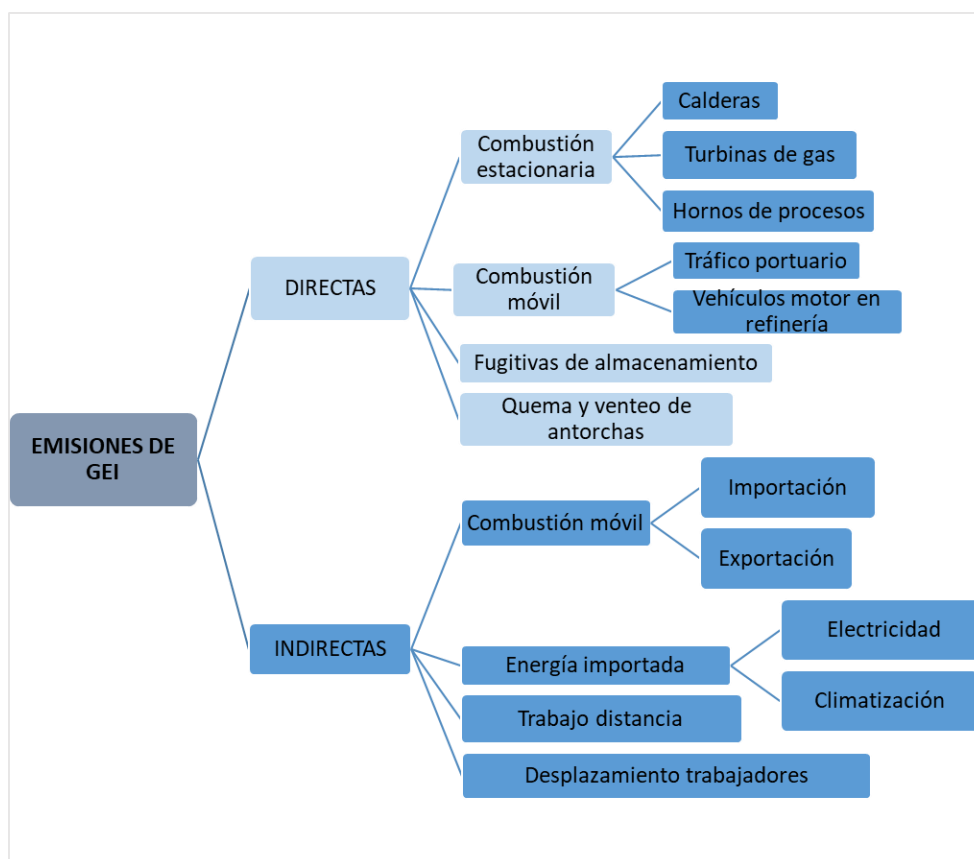 EMISIONES DE
GEI
DIRECTAS
Combustión
estacionaria
Calderas
Turbinas de gas
Hornos de procesos
Combustión
móvil
Tráfico portuario
Vehículos motor en
refinería
Fugitivas de almacenamiento
Quema y venteo de
antorchas
INDIRECTAS
Combustión móvil
Importación
Exportación
Energía importada
Electricidad
Climatización
Trabajo distancia
Desplazamiento trabajadores